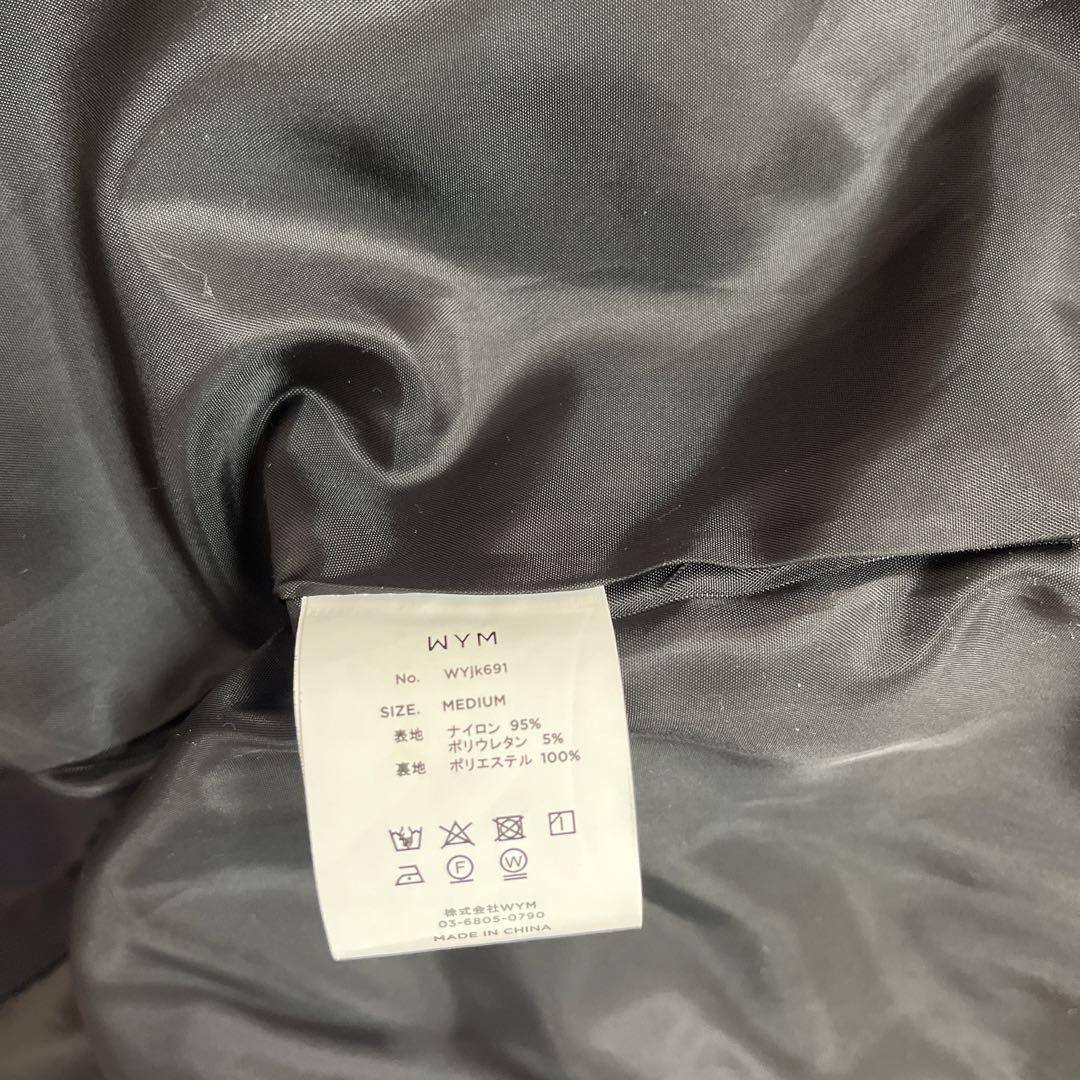 WYM
No. WYjk691
SIZE. MEDIUM
表地 ナイロン 95%
ポリウレタン 5%
裏地 ポリエステル 100%
F W
株式会社WYM
03-6805-0790
MADE IN CHINA